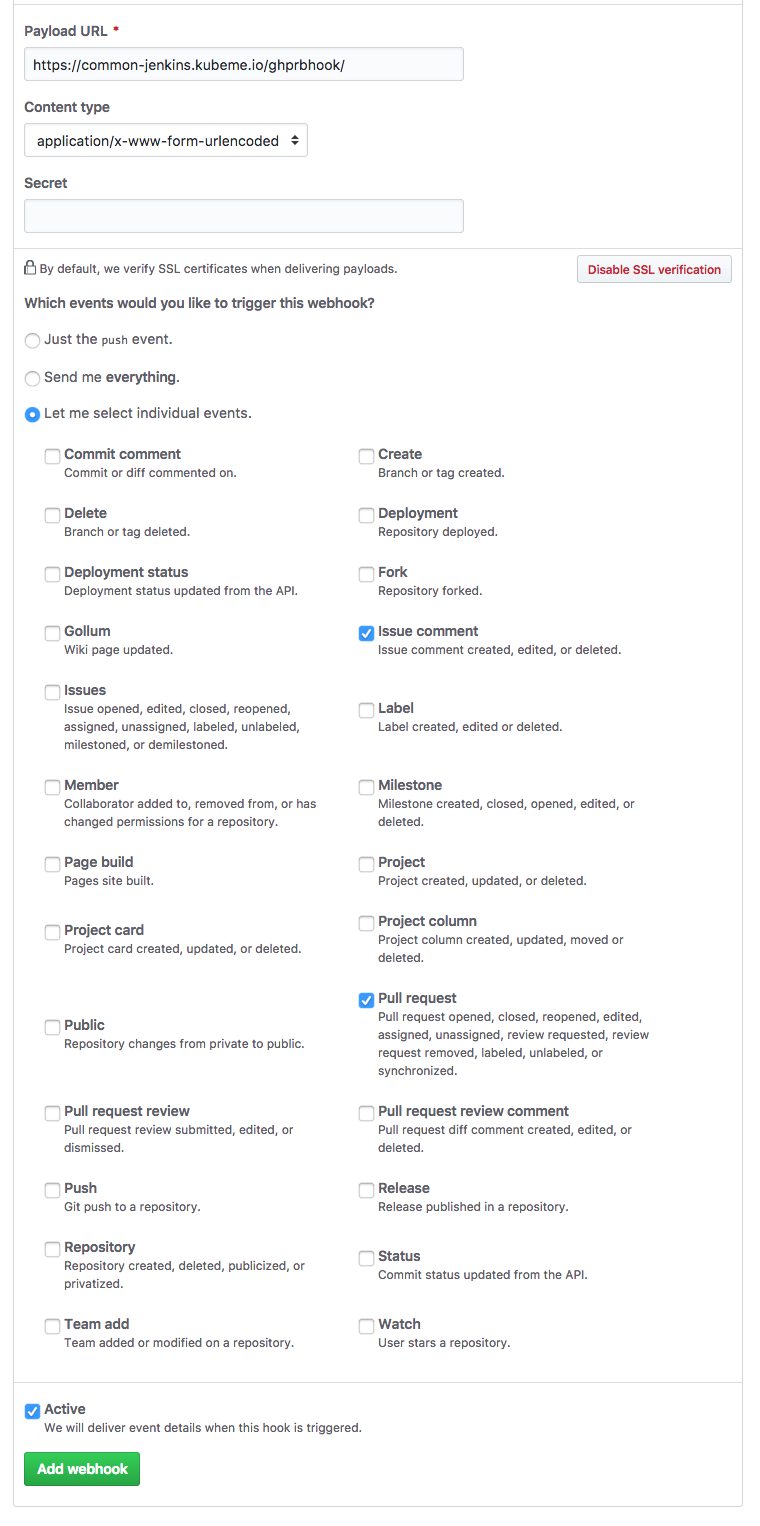 Payload URL *
https://common-jenkins.kubeme.io/ghprbhook/
Content type
application/x-www-form-urlencoded
Secret
By default, we verify SSL certificates when delivering payloads.
Disable SSL verification
Which events would you like to trigger this webhook?
Just the push event.
Send me everything.
Let me select individual events.
Commit comment
Commit or diff commented on.
Create
Branch or tag created.
Delete
Branch or tag deleted.
Deployment
Repository deployed.
Deployment status
Deployment status updated from the API.
Fork
Repository forked.
Gollum
Wiki page updated.
Issue comment
Issue comment created, edited, or deleted.
Issues
Issue opened, edited, closed, reopened,
assigned, unassigned, labeled, unlabeled,
milestoned, or demilestoned.
Label
Label created, edited or deleted.
Member
Collaborator added to, removed from, or has
changed permissions for a repository.
Milestone
Milestone created, closed, opened, edited, or
deleted.
Page build
Pages site built.
Project
Project created, updated, or deleted.
Project card
Project card created, updated, or deleted.
Project column
Project column created, updated, moved or
deleted.
Public
Repository changes from private to public.
Pull request
Pull request opened, closed, reopened, edited,
assigned, unassigned, review requested, review
request removed, labeled, unlabeled, or
synchronized.
Pull request review
Pull request review submitted, edited, or
dismissed.
Pull request review comment
Pull request diff comment created, edited, or
deleted.
Push
Git push to a repository.
Release
Release published in a repository.
Repository
Repository created, deleted, publicized, or
privatized.
Status
Commit status updated from the API.
Team add
Team added or modified on a repository.
Watch
User stars a repository.
Active
We will deliver event details when this hook is triggered.
Add webhook